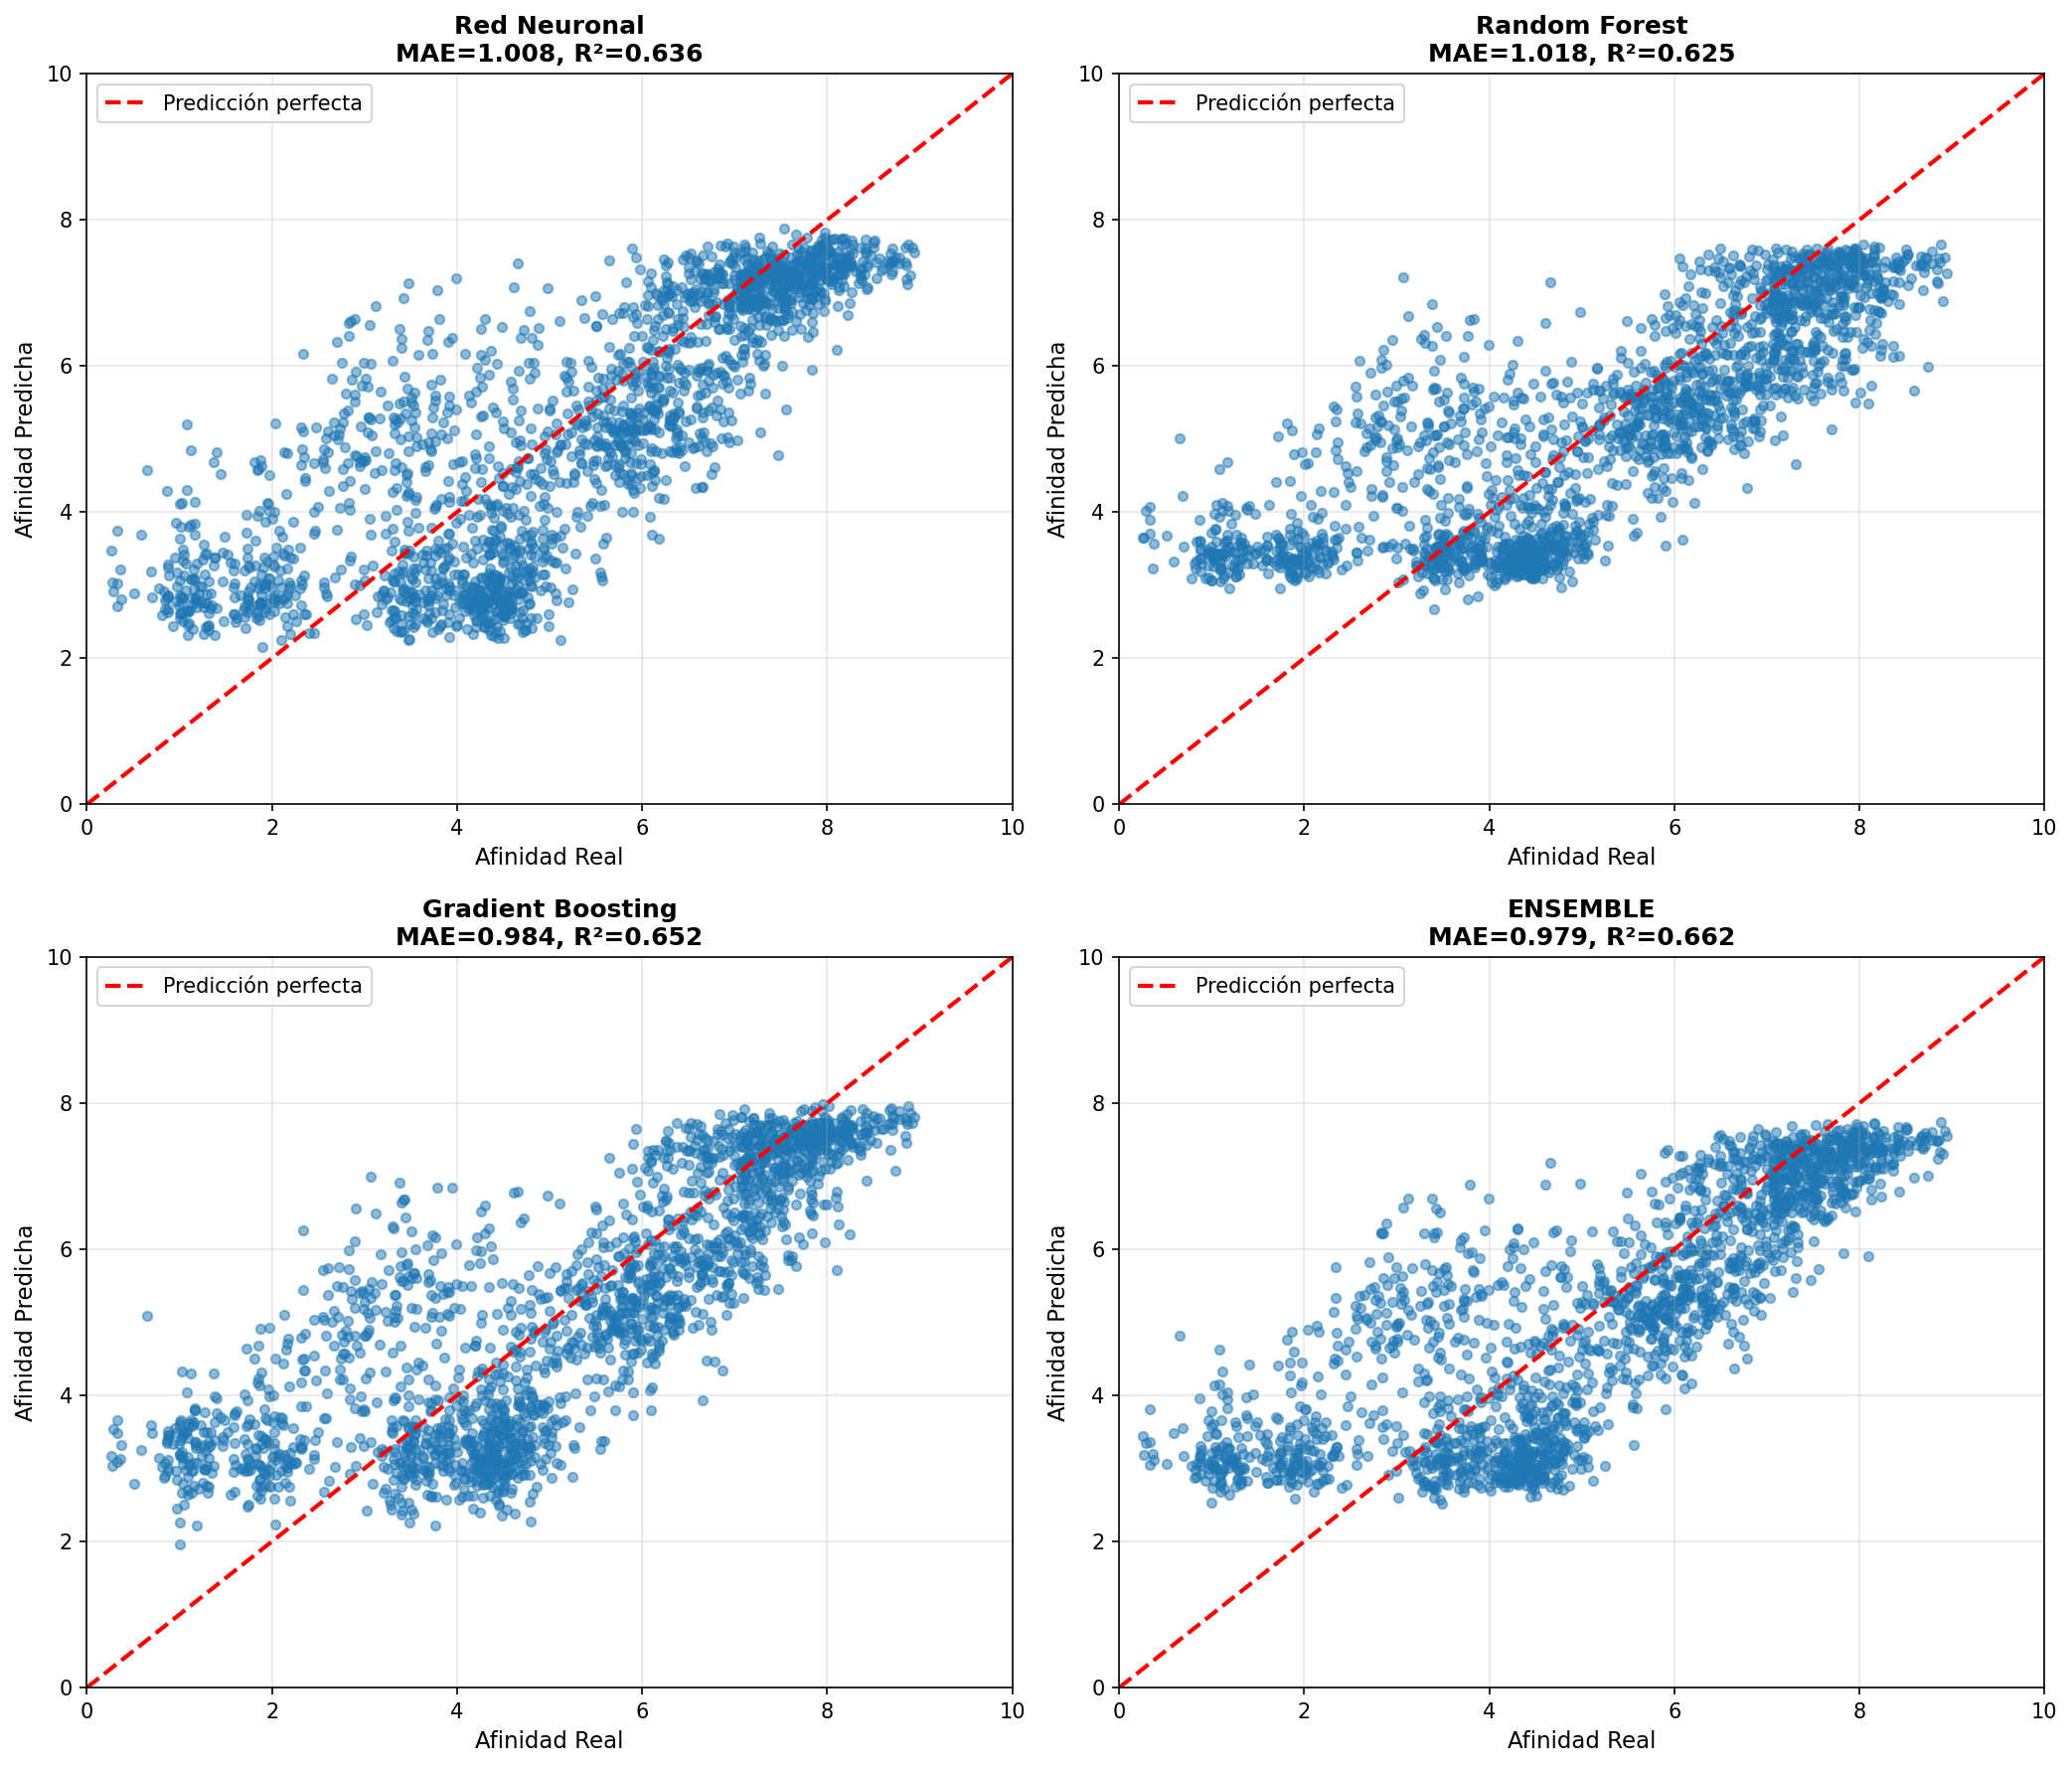 Red Neuronal
MAE=1.008, R²=0.636
Predicción perfecta
Afinidad Predicha
10
8
6
4
2
0
0 2 4 6 8 10
Afinidad Real
Random Forest
MAE=1.018, R²=0.625
Predicción perfecta
Afinidad Predicha
10
8
6
4
2
0
0 2 4 6 8 10
Afinidad Real
Gradient Boosting
MAE=0.984, R²=0.652
Predicción perfecta
Afinidad Predicha
10
8
6
4
2
0
0 2 4 6 8 10
Afinidad Real
ENSEMBLE
MAE=0.979, R²=0.662
Predicción perfecta
Afinidad Predicha
10
8
6
4
2
0
0 2 4 6 8 10
Afinidad Real